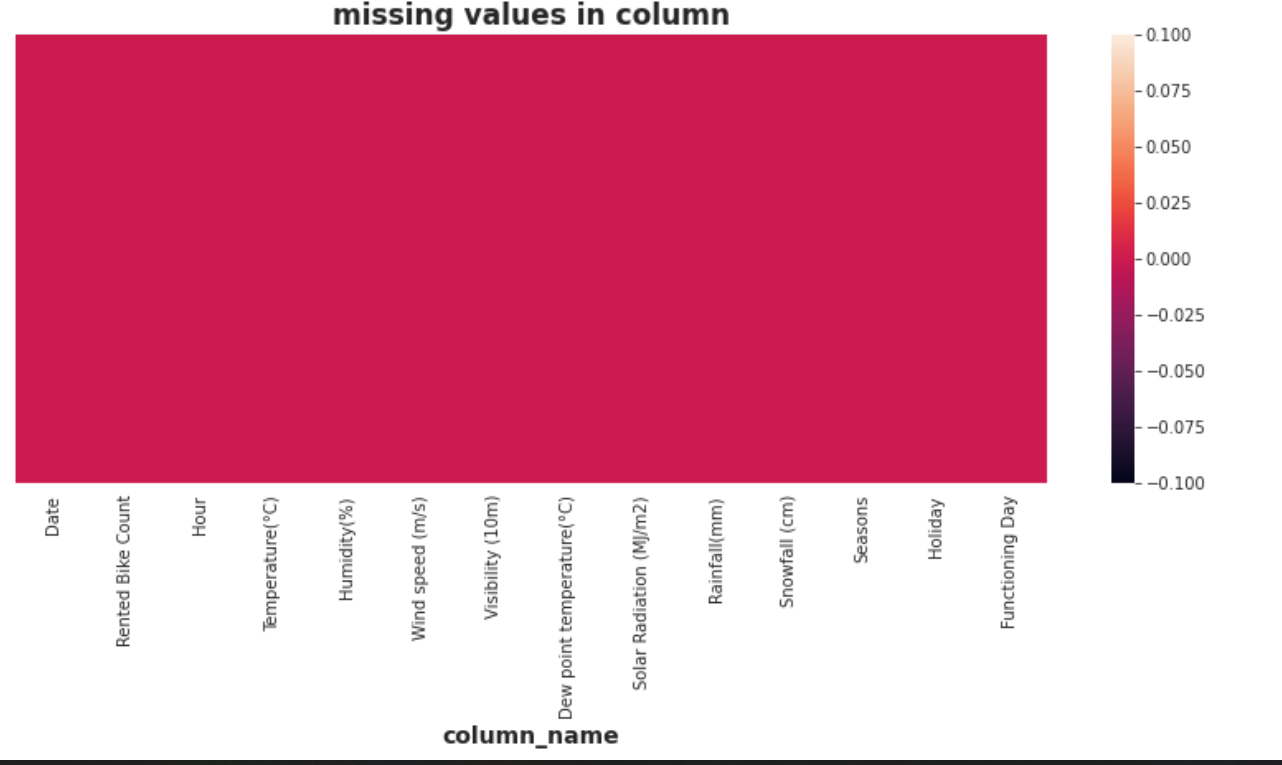 missing values in column
0.100
0.075
0.050
0.025
0.000
−0.025
−0.050
−0.075
−0.100
Date
Rented Bike Count
Hour
Temperature(°C)
Humidity(%)
Wind speed (m/s)
Visibility (10m)
Dew point temperature(°C)
Solar Radiation (MJ/m2)
Rainfall(mm)
Snowfall (cm)
Seasons
Holiday
Functioning Day
column_name